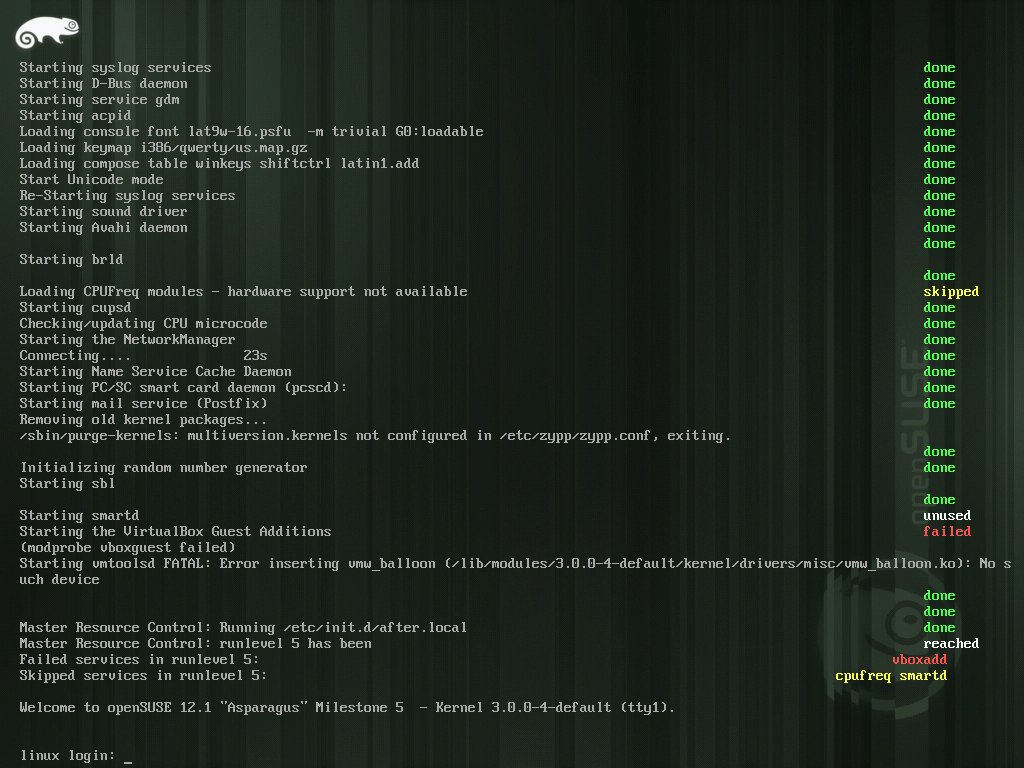 Starting syslog services done
Starting D-Bus daemon done
Starting service gdm done
Starting acpid done
Loading console font lat9w-16.psfu  -m trivial G0:loadable done
Loading keymap i386/qwerty/us.map.gz done
Loading compose table winkeys shiftctrl latin1.add done
Start Unicode mode done
Re-Starting syslog services done
Starting sound driver done
Starting Avahi daemon done
done
Starting brld
done
Loading CPUFreq modules - hardware support not available skipped
Starting cupsd done
Checking/updating CPU microcode done
Starting the NetworkManager done
Connecting.... 23s done
Starting Name Service Cache Daemon done
Starting PC/SC smart card daemon (pcscd): done
Starting mail service (Postfix) done
Removing old kernel packages...
/sbin/purge-kernels: multiversion.kernels not configured in /etc/zypp/zypp.conf, exiting.
done
Initializing random number generator done
Starting sbl
done
Starting smartd unused
Starting the VirtualBox Guest Additions failed
(modprobe vboxguest failed)
Starting vmtoolsd FATAL: Error inserting vmw_balloon (/lib/modules/3.0.0-4-default/kernel/drivers/misc/vmw_balloon.ko): No s
uch device
done
done
Master Resource Control: Running /etc/init.d/after.local done
Master Resource Control: runlevel 5 has been reached
Failed services in runlevel 5: vboxadd
Skipped services in runlevel 5: cpufreq smartd
Welcome to openSUSE 12.1 "Asparagus" Milestone 5  - Kernel 3.0.0-4-default (tty1).
linux login: _
openSUSE